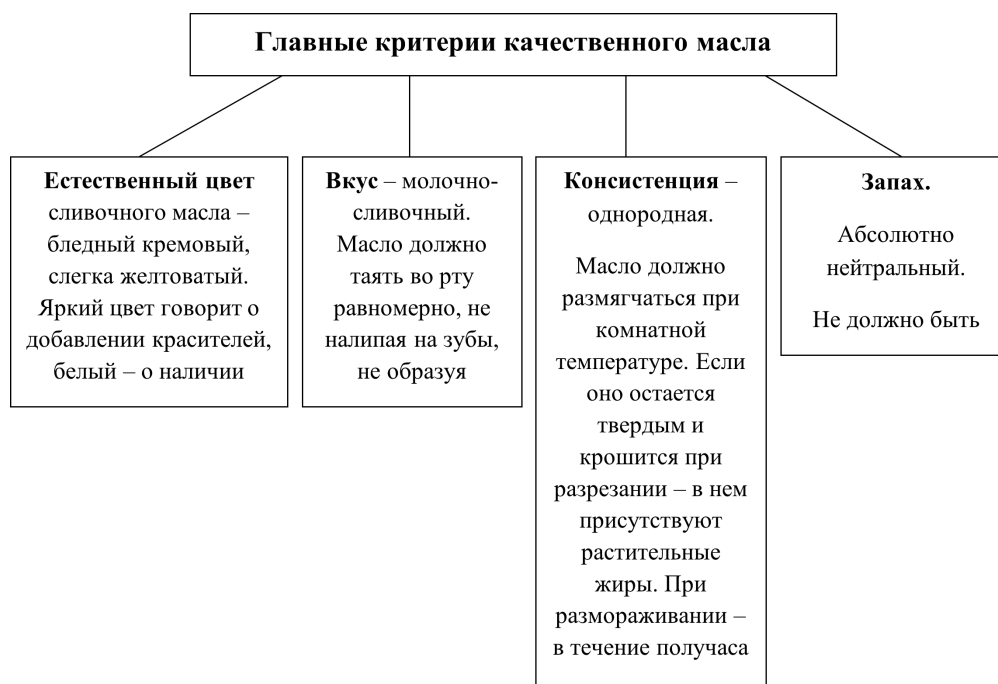 Главные критерии качественного масла
Естественный цвет
сливочного масла –
бледный кремовый,
слегка желтоватый.
Яркий цвет говорит о
добавлении красителей,
белый – о наличии
Вкус – молочно-
сливочный.
Масло должно
таять во рту
равномерно, не
налипая на зубы,
не образуя
Консистенция –
однородная.
Масло должно
размягчаться при
комнатной
температуре. Если
оно остается
твердым и
крошится при
разрезании – в нем
присутствуют
растительные
жиры. При
размораживании –
в течение получаса
Запах.
Абсолютно
нейтральный.
Не должно быть